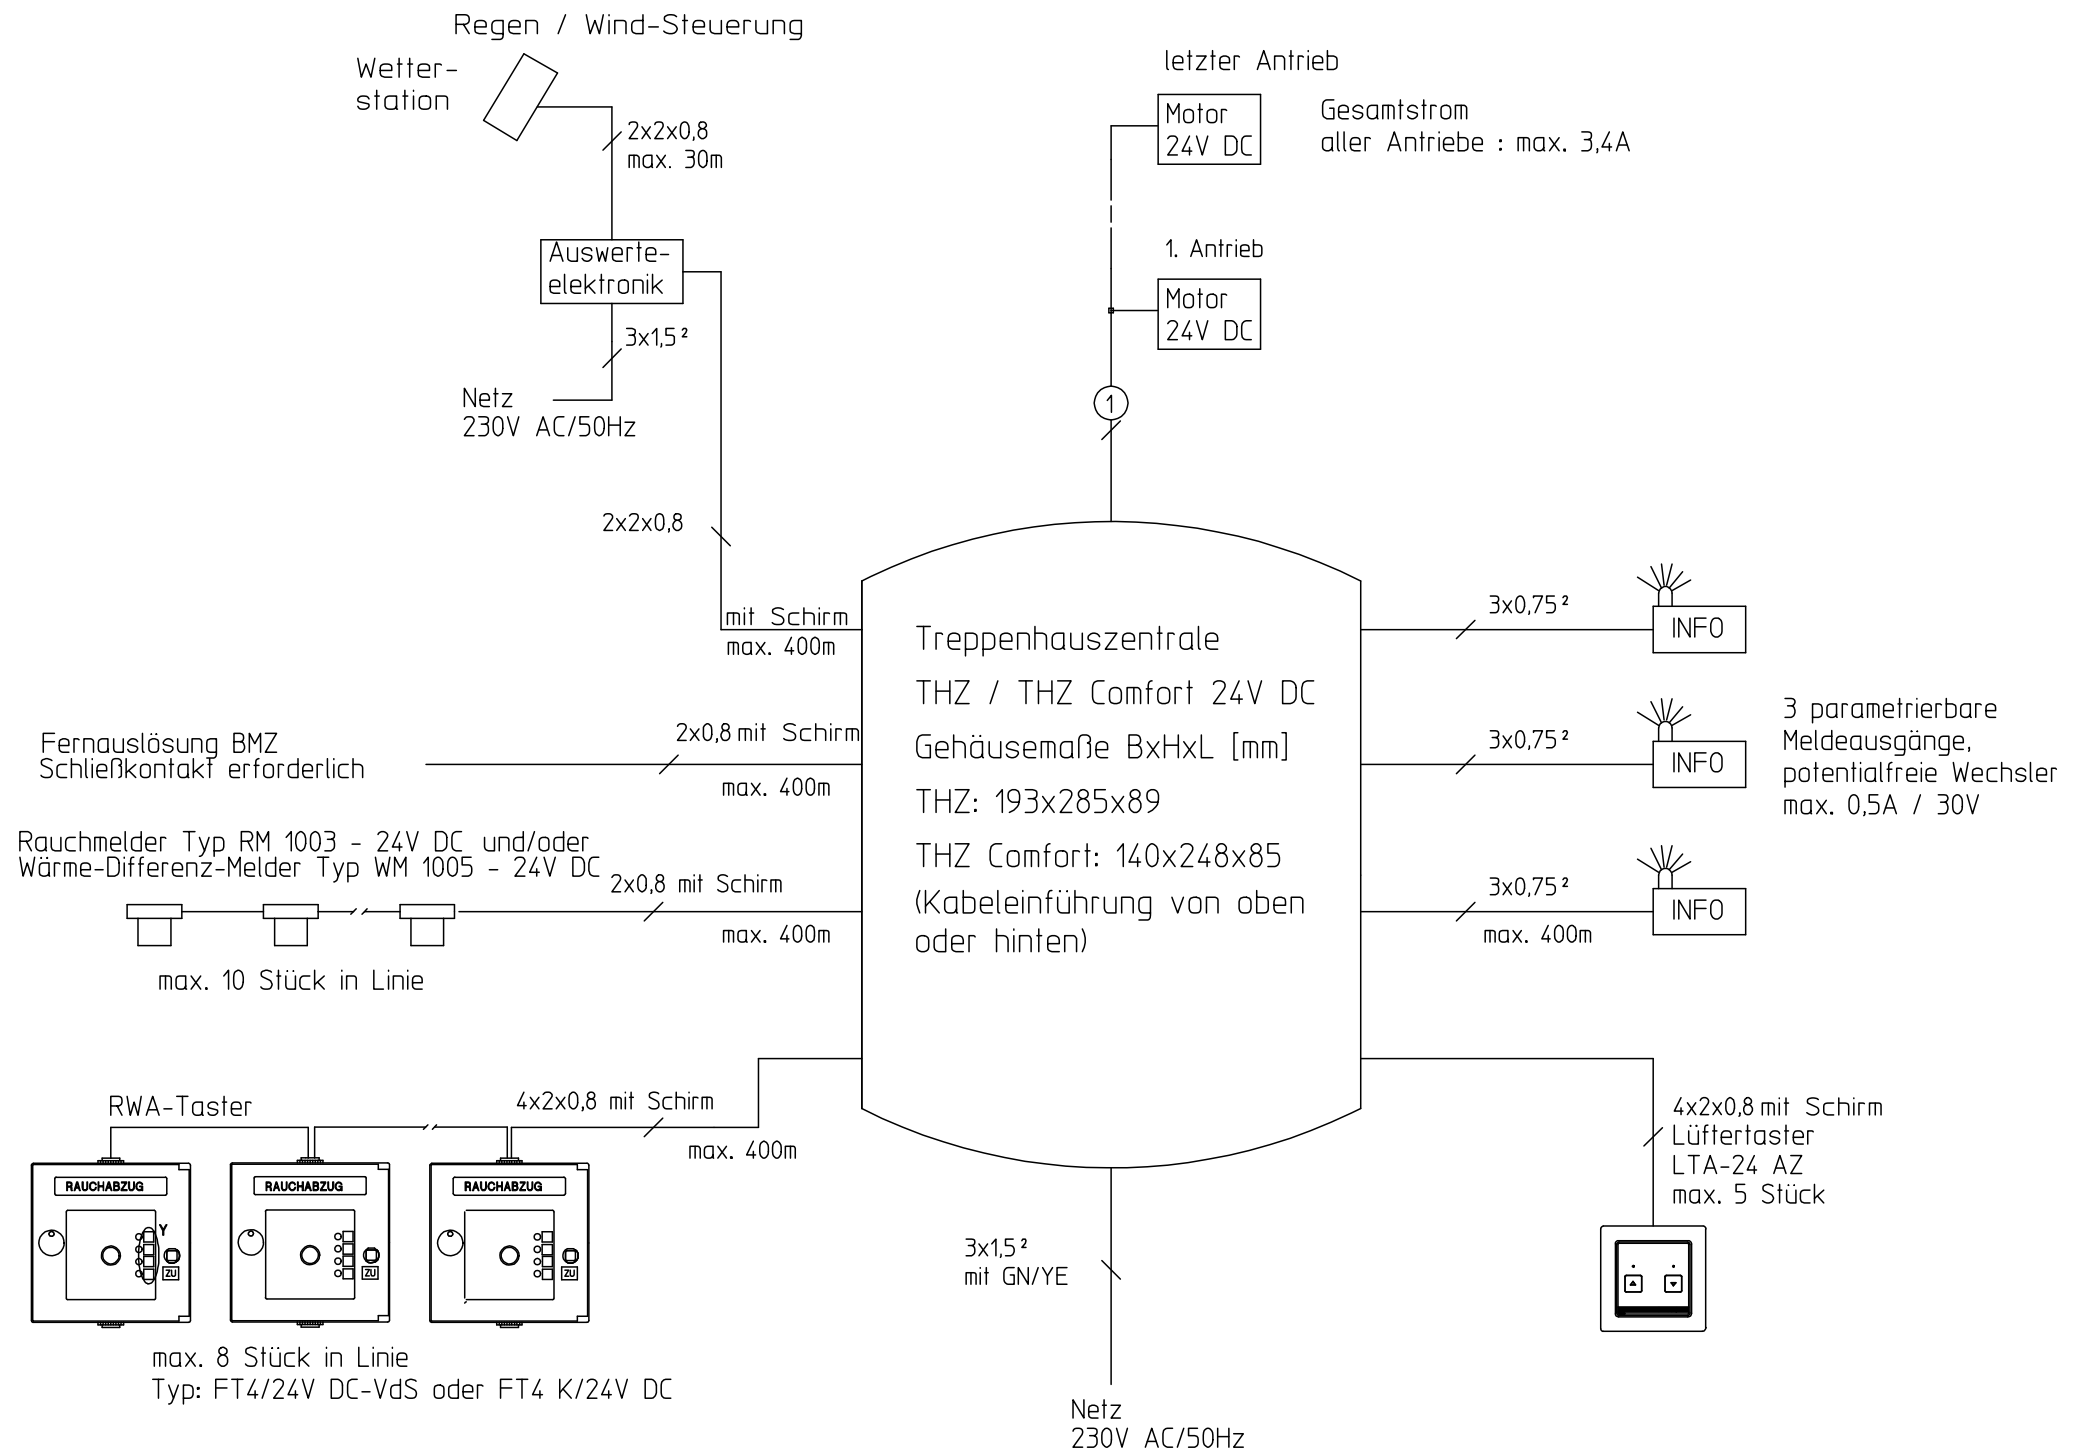 Regen / Wind-Steuerung
Wetter-
station
2x2x0,8
max. 30m
Auswerte-
elektronik
3x1,5²
Netz
230V AC/50Hz
2x2x0,8
mit Schirm
max. 400m
letzter Antrieb
Motor
24V DC
Gesamtstrom
aller Antriebe : max. 3,4A
1. Antrieb
Motor
24V DC
1
Treppenhauszentrale
THZ / THZ Comfort 24V DC
Gehäusemaße BxHxL [mm]
THZ: 193x285x89
THZ Comfort: 140x248x85
(Kabeleinführung von oben
oder hinten)
Fernauslösung BMZ
Schließkontakt erforderlich
2x0,8 mit Schirm
max. 400m
Rauchmelder Typ RM 1003 - 24V DC und/oder
Wärme-Differenz-Melder Typ WM 1005 - 24V DC
2x0,8 mit Schirm
max. 400m
max. 10 Stück in Linie
RWA-Taster
4x2x0,8 mit Schirm
max. 400m
RAUCHABZUG
Y
ZU
RAUCHABZUG
ZU
RAUCHABZUG
ZU
max. 8 Stück in Linie
Typ: FT4/24V DC-VdS oder FT4 K/24V DC
3x0,75²
INFO
3x0,75²
INFO
3x0,75²
max. 400m
INFO
3 parametrierbare
Meldeausgänge,
potentialfreie Wechsler
max. 0,5A / 30V
4x2x0,8 mit Schirm
Lüftertaster
LTA-24 AZ
max. 5 Stück
3x1,5²
mit GN/YE
Netz
230V AC/50Hz